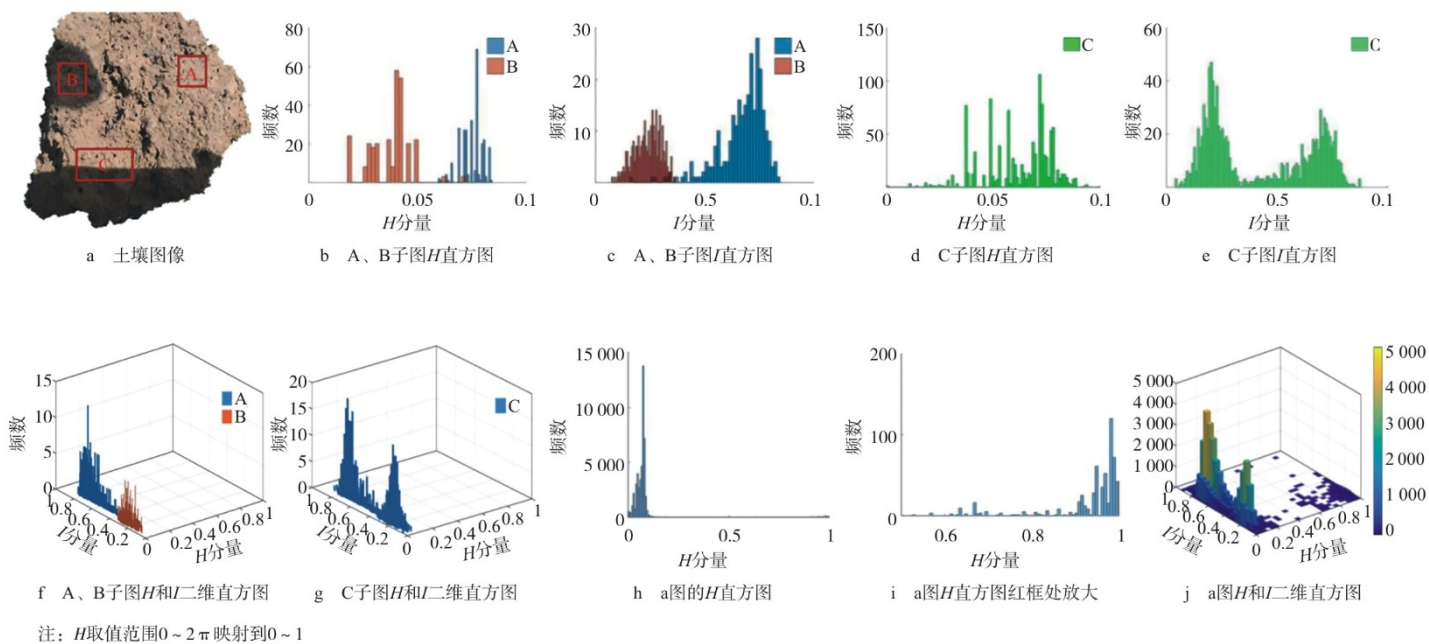 B
A
C
a 土壤图像
80
60
40
20
0
0.05
0.1
频数
H分量
A
B
b A、B子图H直方图
30
20
10
0
0.5
0.1
频数
I分量
A
B
c A、B子图I直方图
150
100
50
0
0.05
0.1
频数
H分量
C
d C子图H直方图
60
40
20
0
0.5
0.1
频数
I分量
C
e C子图I直方图
15
10
5
0
频数
1
0.8
0.6
0.4
0.2
0
I分量
0.2
0.4
0.6
0.8
1
H分量
A
B
f A、B子图H和I二维直方图
20
15
10
5
0
频数
1
0.8
0.6
0.4
0.2
0
I分量
0.2
0.4
0.6
0.8
1
H分量
C
g C子图H和I二维直方图
15 000
10 000
5 000
0
0
0.5
1
频数
H分量
h a图的H直方图
200
100
0
0.6
0.8
1
频数
H分量
i a图H直方图红框处放大
5 000
4 000
3 000
2 000
1 000
0
频数
1
0.8
0.6
0.4
0.2
0
I分量
0.2
0.4
0.6
0.8
1
H分量
5 000
4 000
3 000
2 000
1 000
0
j a图H和I二维直方图
注：H取值范围0~2π映射到0~1